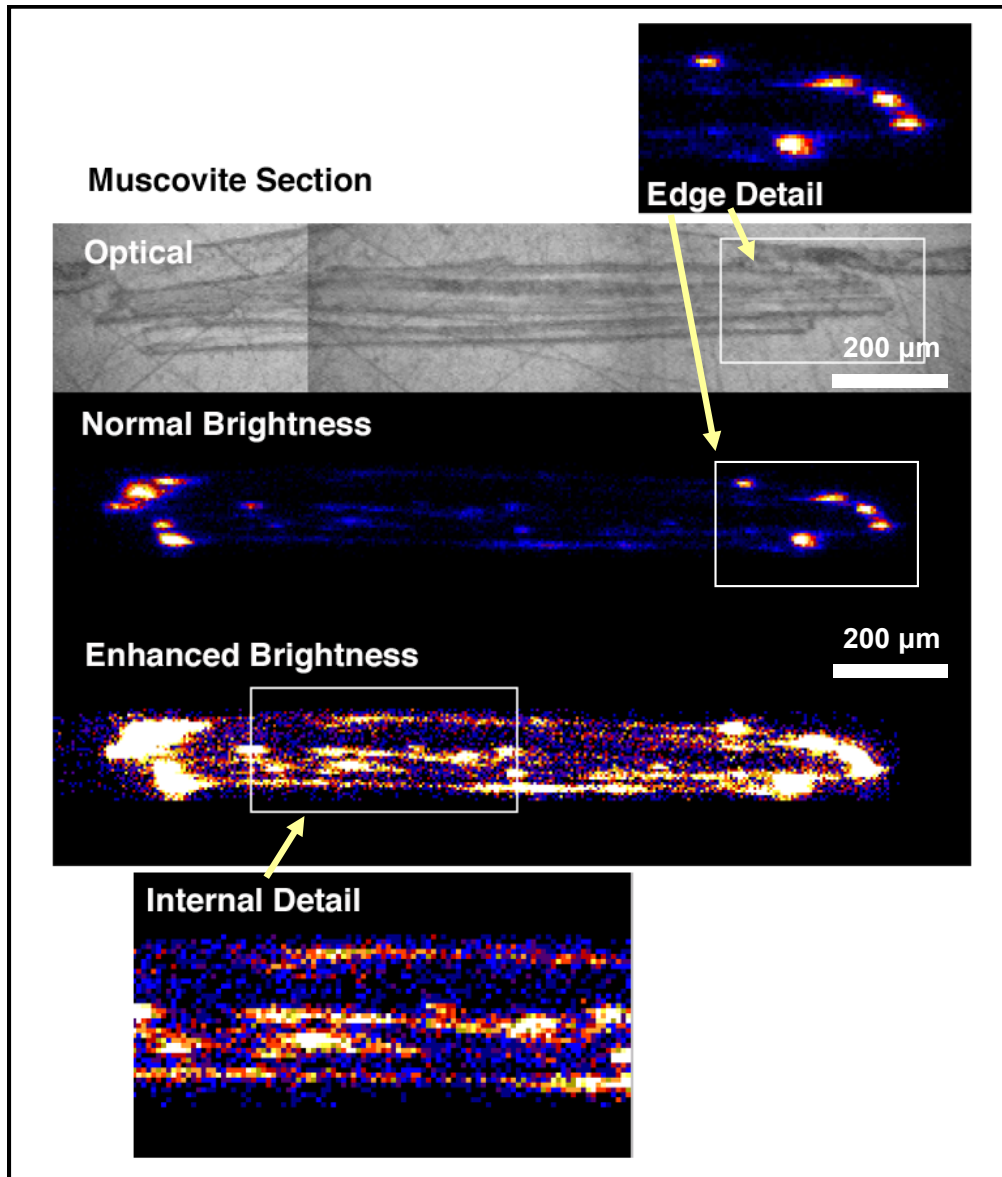 Edge Detail
Muscovite Section
Optical
200 µm
Normal Brightness
200 µm
Enhanced Brightness
Internal Detail